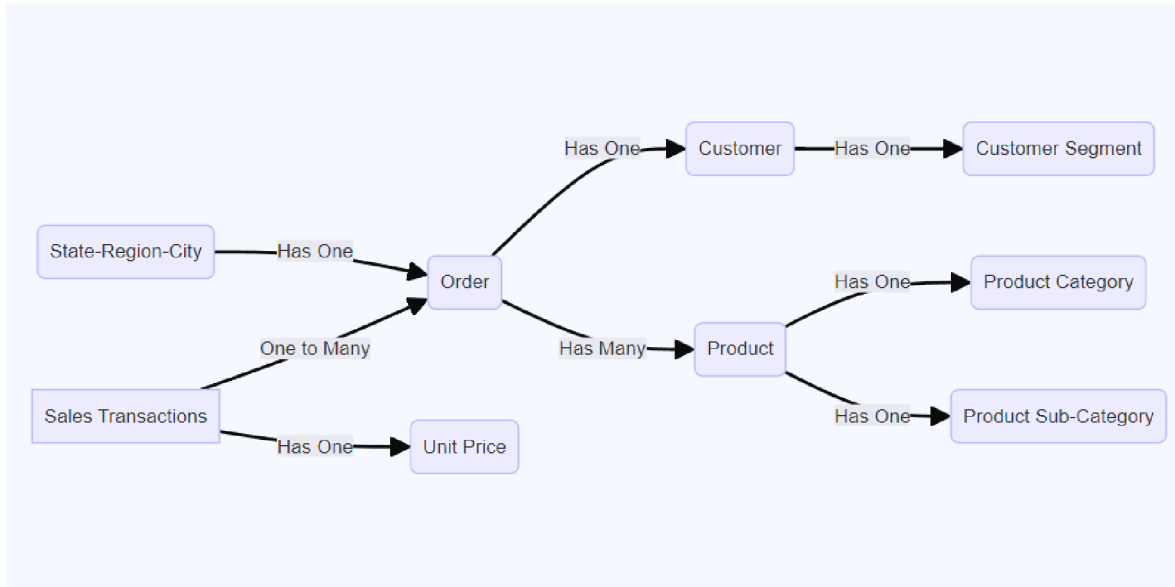 Has One
Customer
Has One
Customer Segment
State-Region-City
Has One
Order
Has One
Product Category
One to Many
Has Many
Product
Sales Transactions
Has One
Unit Price
Has One
Product Sub-Category